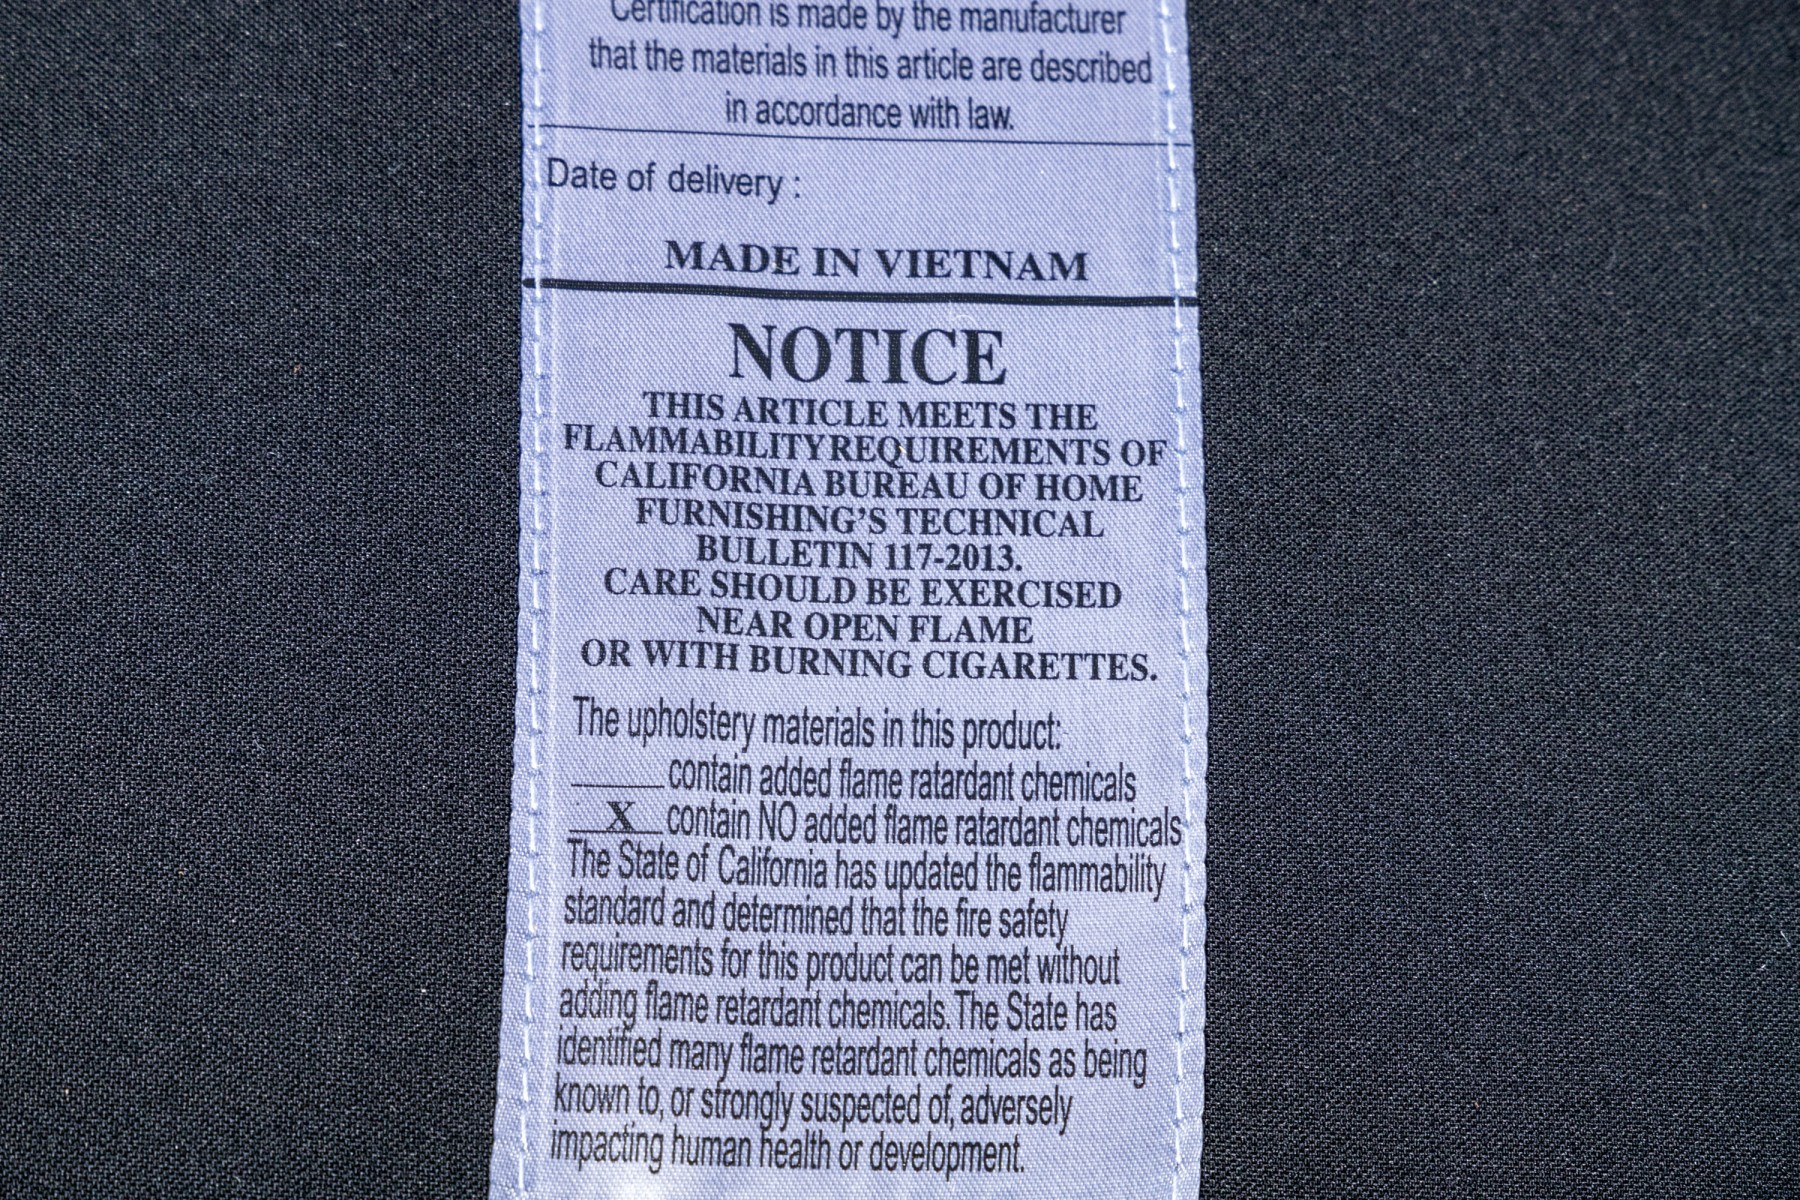 Certification is made by the manufacturer
that the materials in this article are described
in accordance with law.
Date of delivery :
MADE IN VIETNAM
NOTICE
THIS ARTICLE MEETS THE
FLAMMABILITY REQUIREMENTS OF
CALIFORNIA BUREAU OF HOME
FURNISHING'S TECHNICAL
BULLETIN 117-2013.
CARE SHOULD BE EXERCISED
NEAR OPEN FLAME
OR WITH BURNING CIGARETTES.
The upholstery materials in this product:
_____contain added flame ratardant chemicals
__X__contain NO added flame ratardant chemicals
The State of California has updated the flammability
standard and determined that the fire safety
requirements for this product can be met without
adding flame retardant chemicals. The State has
identified many flame retardant chemicals as being
known to, or strongly suspected of, adversely
impacting human health or development.